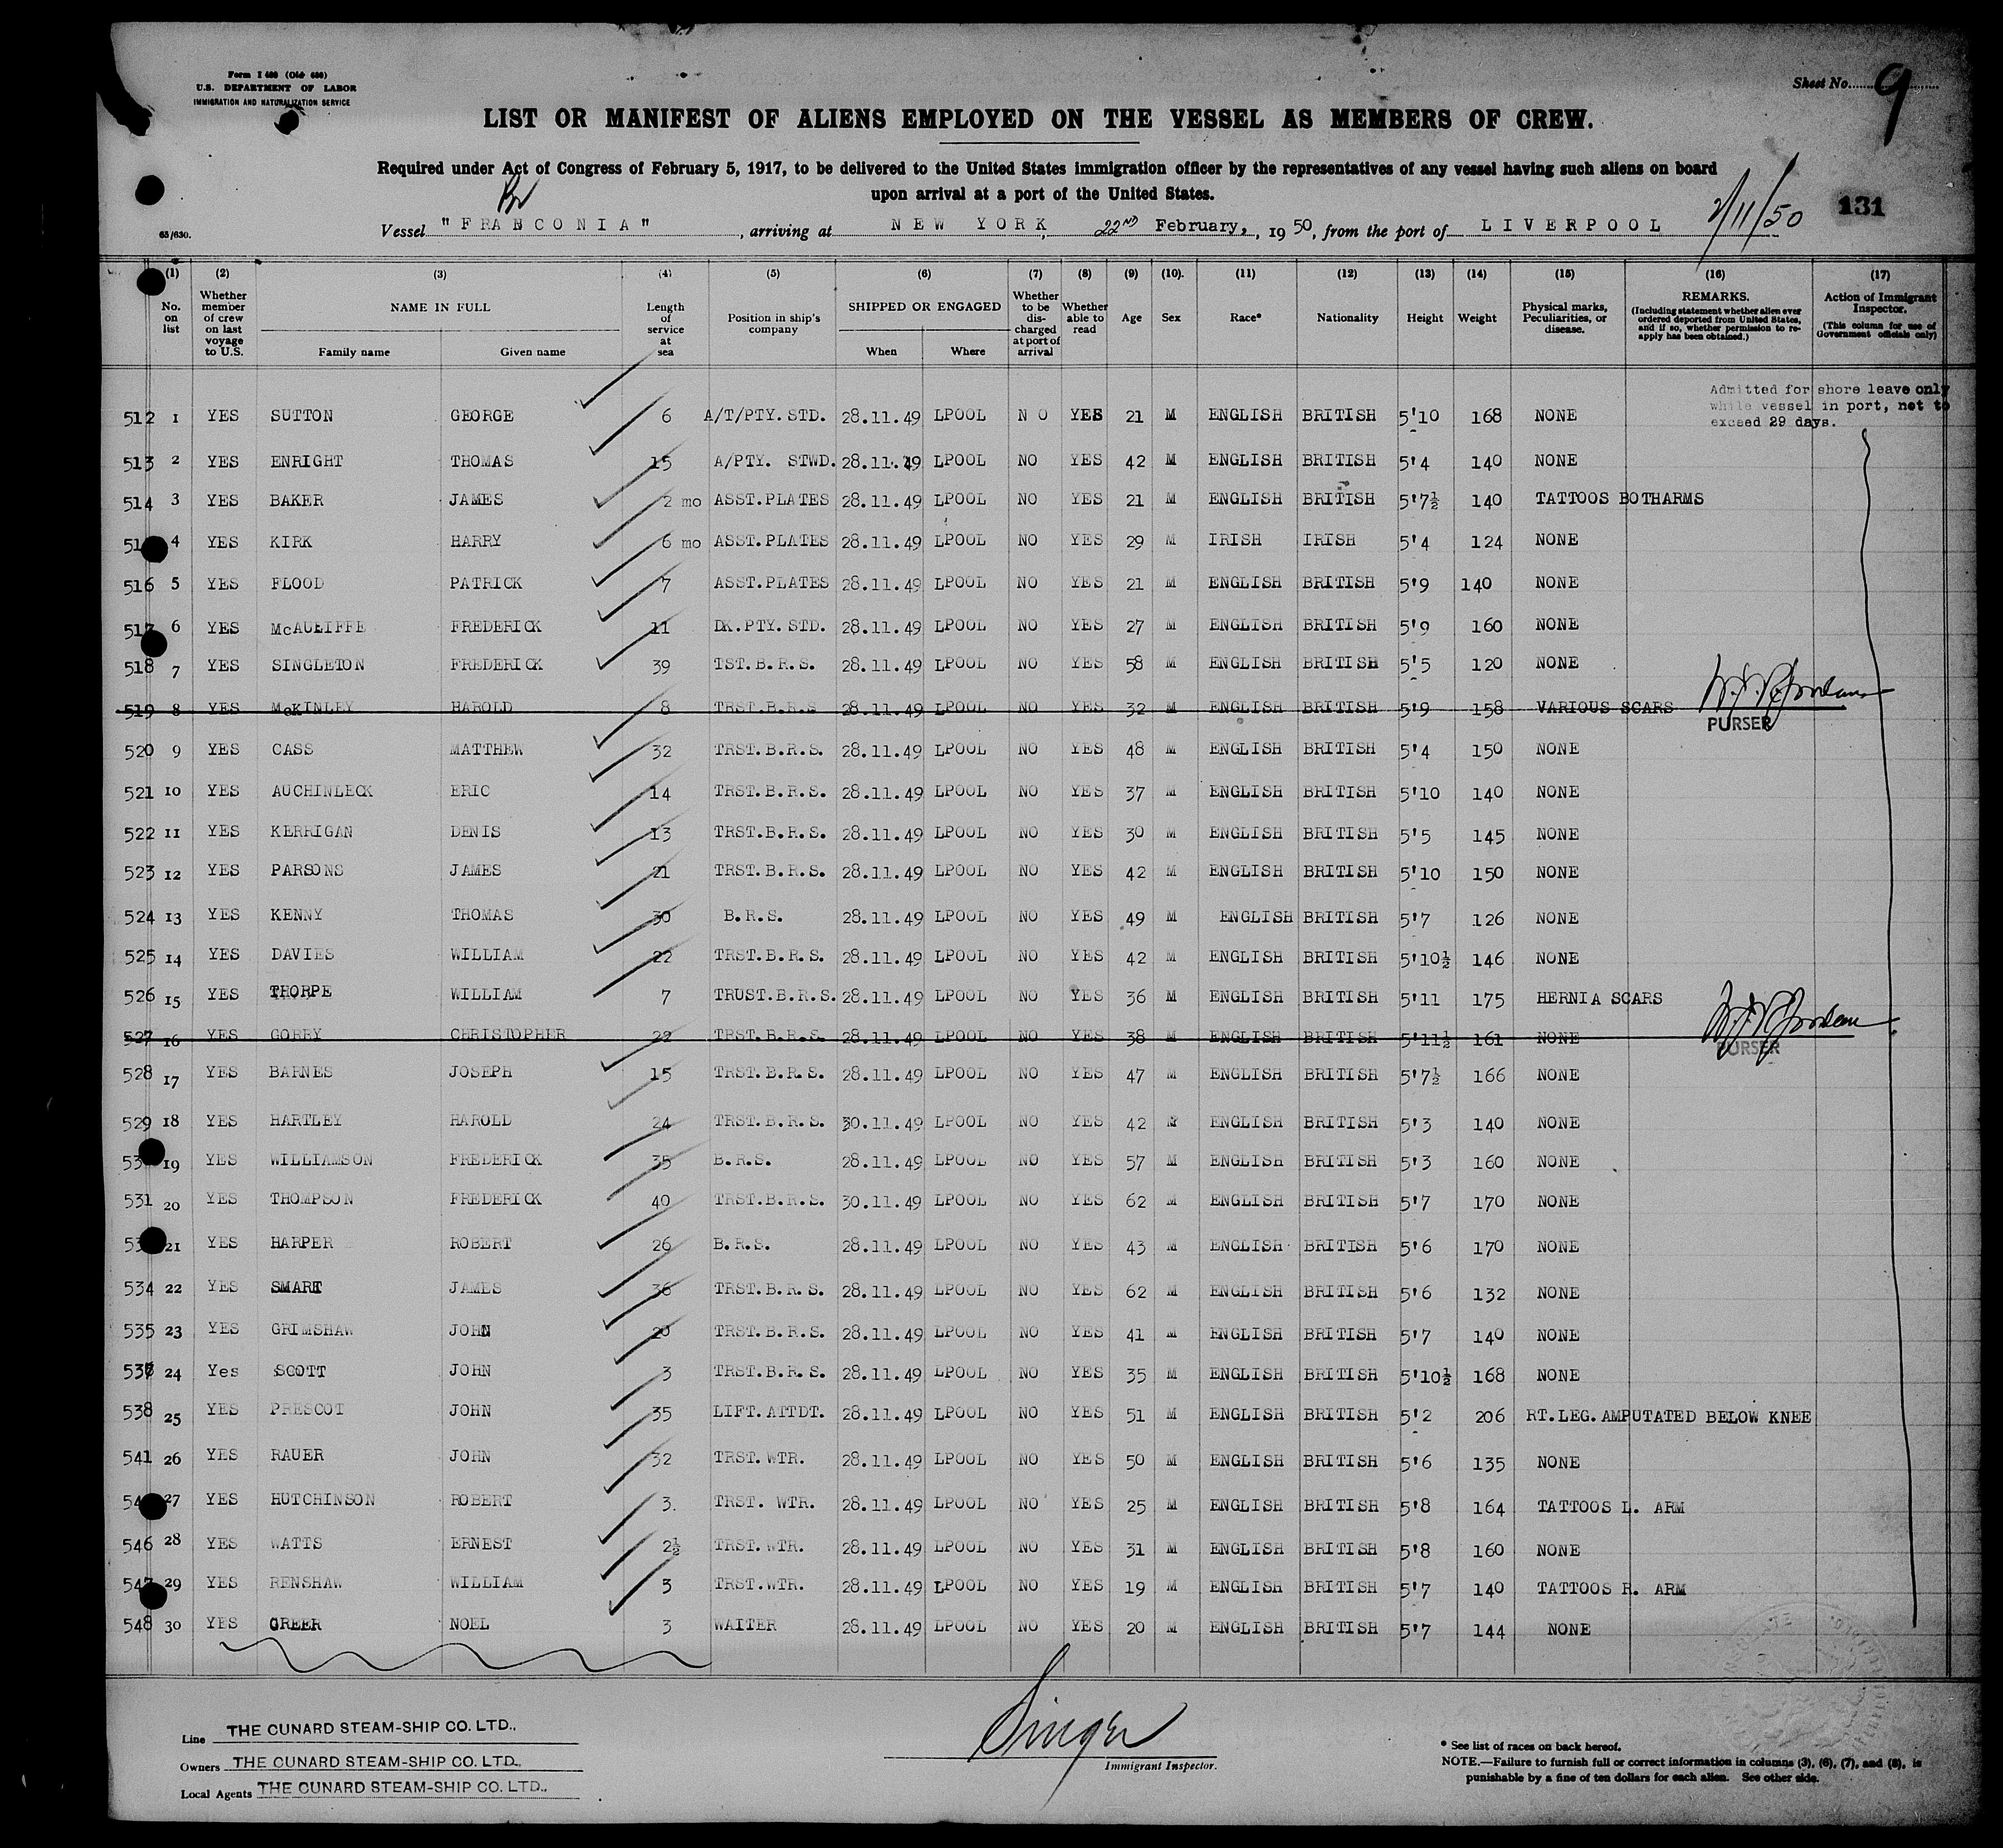 Form I 480 (Old 680)
U.S. DEPARTMENT OF LABOR
IMMIGRATION AND NATURALIZATION SERVICE
Sheet No. 9
LIST OR MANIFEST OF ALIENS EMPLOYED ON THE VESSEL AS MEMBERS OF CREW.
Required under Act of Congress of February 5, 1917, to be delivered to the United States immigration officer by the representatives of any vessel having such aliens on board
upon arrival at a port of the United States.
Br
2/11/50 131
65/630. Vessel "FRANCONIA", arriving at NEW YORK, 22ND February, 1950, from the port of LIVERPOOL
(1) (2) (3) (4) (5) (6) (7) (8) (9) (10). (11) (12) (13) (14) (15) (16) (17)
No. on list | Whether member of crew on last voyage to U.S. | NAME IN FULL Family name Given name | Length of service at sea | Position in ship's company | SHIPPED OR ENGAGED When Where | Whether to be discharged at port of arrival | Whether able to read | Age | Sex | Race* | Nationality | Height | Weight | Physical marks, Peculiarities, or disease. | REMARKS. (Including statement whether alien ever ordered deported from United States, and if so, whether permission to re-apply has been obtained.) | Action of Immigrant Inspector. (This column for use of Government officials only)
Admitted for shore leave only
while vessel in port, not to
exceed 29 days.
512 1 YES SUTTON GEORGE 6 A/T/PTY. STD. 28.11.49 LPOOL NO YES 21 M ENGLISH BRITISH 5'10 168 NONE
513 2 YES ENRIGHT THOMAS 15 A/PTY. STWD. 28.11.49 LPOOL NO YES 42 M ENGLISH BRITISH 5'4 140 NONE
514 3 YES BAKER JAMES 2 mo ASST.PLATES 28.11.49 LPOOL NO YES 21 M ENGLISH BRITISH 5'7½ 140 TATTOOS BOTHARMS
51 4 YES KIRK HARRY 6 mo ASST.PLATES 28.11.49 LPOOL NO YES 29 M IRISH IRISH 5'4 124 NONE
516 5 YES FLOOD PATRICK 7 ASST.PLATES 28.11.49 LPOOL NO YES 21 M ENGLISH BRITISH 5'9 140 NONE
517 6 YES McAULIFFE FREDERICK 11 DK.PTY. STD. 28.11.49 LPOOL NO YES 27 M ENGLISH BRITISH 5'9 160 NONE
518 7 YES SINGLETON FREDERICK 39 TST.B.R.S. 28.11.49 LPOOL NO YES 58 M ENGLISH BRITISH 5'5 120 NONE
519 8 YES McKINLEY HAROLD 8 TRST.B.R.S 28.11.49 LPOOL NO YES 32 M ENGLISH BRITISH 5'9 158 VARIOUS SCARS
PURSER
520 9 YES CASS MATTHEW 32 TRST.B.R.S. 28.11.49 LPOOL NO YES 48 M ENGLISH BRITISH 5'4 150 NONE
521 10 YES AUCHINLECK ERIC 14 TRST.B.R.S. 28.11.49 LPOOL NO YES 37 M ENGLISH BRITISH 5'10 140 NONE
522 11 YES KERRIGAN DENIS 13 TRST.B.R.S. 28.11.49 LPOOL NO YES 30 M ENGLISH BRITISH 5'5 145 NONE
523 12 YES PARSONS JAMES 21 TRST.B.R.S. 28.11.49 LPOOL NO YES 42 M ENGLISH BRITISH 5'10 150 NONE
524 13 YES KENNY THOMAS 30 B.R.S. 28.11.49 LPOOL NO YES 49 M ENGLISH BRITISH 5'7 126 NONE
525 14 YES DAVIES WILLIAM 22 TRST.B.R.S. 28.11.49 LPOOL NO YES 42 M ENGLISH BRITISH 5'10½ 146 NONE
526 15 YES THORPE WILLIAM 7 TRUST.B.R.S. 28.11.49 LPOOL NO YES 36 M ENGLISH BRITISH 5'11 175 HERNIA SCARS
527 16 YES GORRY CHRISTOPHER 22 TRST.B.R.S. 28.11.49 LPOOL NO YES 38 M ENGLISH BRITISH 5'11½ 161 NONE
PURSER
528 17 YES BARNES JOSEPH 15 TRST.B.R.S. 28.11.49 LPOOL NO YES 47 M ENGLISH BRITISH 5'7½ 166 NONE
529 18 YES HARTLEY HAROLD 24 TRST.B.R.S. 30.11.49 LPOOL NO YES 42 M ENGLISH BRITISH 5'3 140 NONE
53 19 YES WILLIAMSON FREDERICK 35 B.R.S. 28.11.49 LPOOL NO YES 57 M ENGLISH BRITISH 5'3 160 NONE
531 20 YES THOMPSON FREDERICK 40 TRST.B.R.S. 30.11.49 LPOOL NO YES 62 M ENGLISH BRITISH 5'7 170 NONE
53 21 YES HARPER ROBERT 26 B.R.S. 28.11.49 LPOOL NO YES 43 M ENGLISH BRITISH 5'6 170 NONE
534 22 YES SMART JAMES 36 TRST.B.R.S. 28.11.49 LPOOL NO YES 62 M ENGLISH BRITISH 5'6 132 NONE
535 23 YES GRIMSHAW JOHN 20 TRST.B.R.S. 28.11.49 LPOOL NO YES 41 M ENGLISH BRITISH 5'7 140 NONE
537 24 Yes SCOTT JOHN 3 TRST.B.R.S. 28.11.49 LPOOL NO YES 35 M ENGLISH BRITISH 5'10½ 168 NONE
538 25 YES PRESCOT JOHN 35 LIFT.ATTDT. 28.11.49 LPOOL NO YES 51 M ENGLISH BRITISH 5'2 206 RT.LEG.AMPUTATED BELOW KNEE
541 26 YES RAUER JOHN 32 TRST.WTR. 28.11.49 LPOOL NO YES 50 M ENGLISH BRITISH 5'6 135 NONE
54 27 YES HUTCHINSON ROBERT 3. TRST. WTR. 28.11.49 LPOOL NO YES 25 M ENGLISH BRITISH 5'8 164 TATTOOS L. ARM
546 28 YES WATTS ERNEST 2½ TRST.WTR. 28.11.49 LPOOL NO YES 31 M ENGLISH BRITISH 5'8 160 NONE
547 29 YES RENSHAW WILLIAM 3 TRST.WTR. 28.11.49 LPOOL NO YES 19 M ENGLISH BRITISH 5'7 140 TATTOOS R. ARM
548 30 YES GREER NOEL 3 WAITER 28.11.49 LPOOL NO YES 20 M ENGLISH BRITISH 5'7 144 NONE
Line THE CUNARD STEAM-SHIP CO. LTD.,
Owners THE CUNARD STEAM-SHIP CO. LTD.,
Local Agents THE CUNARD STEAM-SHIP CO. LTD.,
Singer
Immigrant Inspector.
* See list of races on back hereof.
NOTE.—Failure to furnish full or correct information in columns (3), (6), (7), and (8), is
punishable by a fine of ten dollars for each alien. See other side.